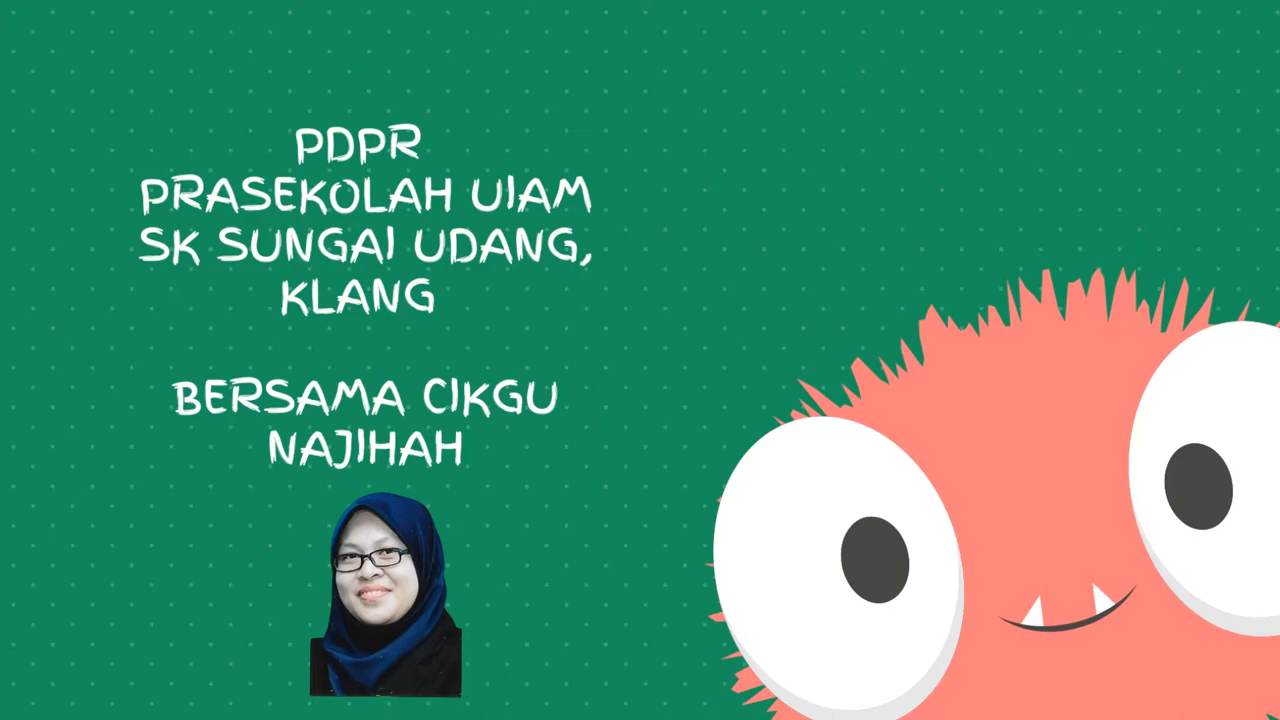 PDPR
PRASEKOLAH UIAM
SK SUNGAI UDANG,
KLANG
BERSAMA CIKGU
NAJIHAH